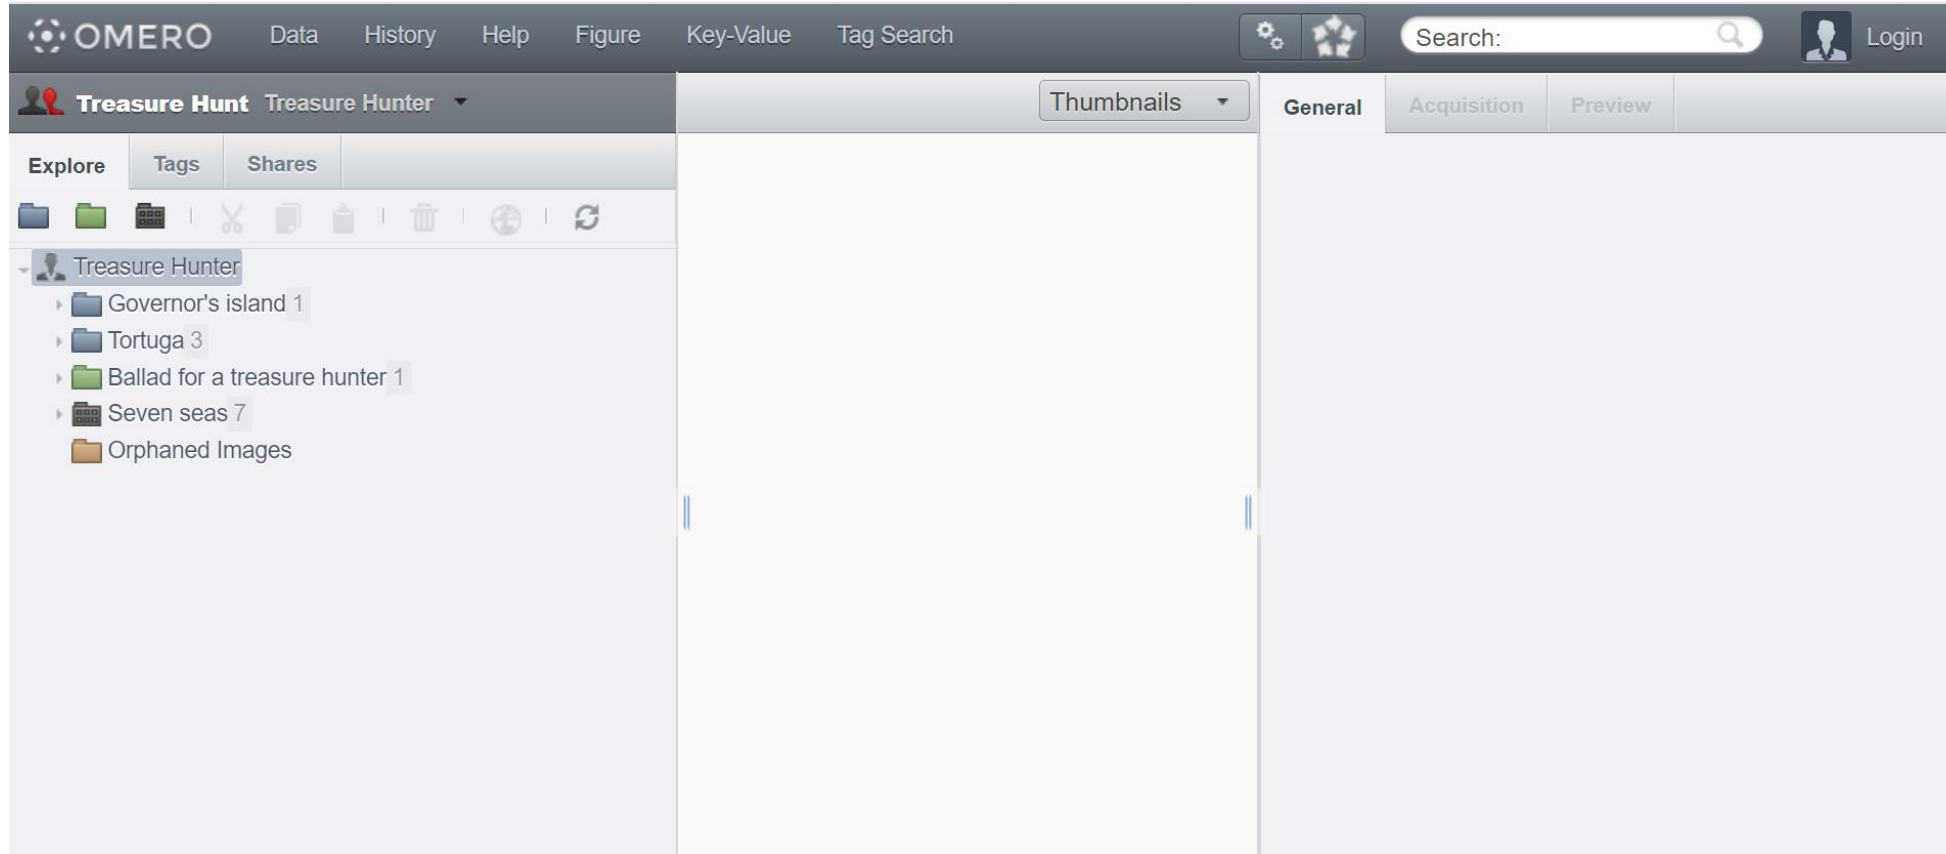 OMERO Data History Help Figure Key-Value Tag Search Search: Login
Treasure Hunt Treasure Hunter Thumbnails General Acquisition Preview
Explore Tags Shares
Treasure Hunter
Governor's island 1
Tortuga 3
Ballad for a treasure hunter 1
Seven seas 7
Orphaned Images